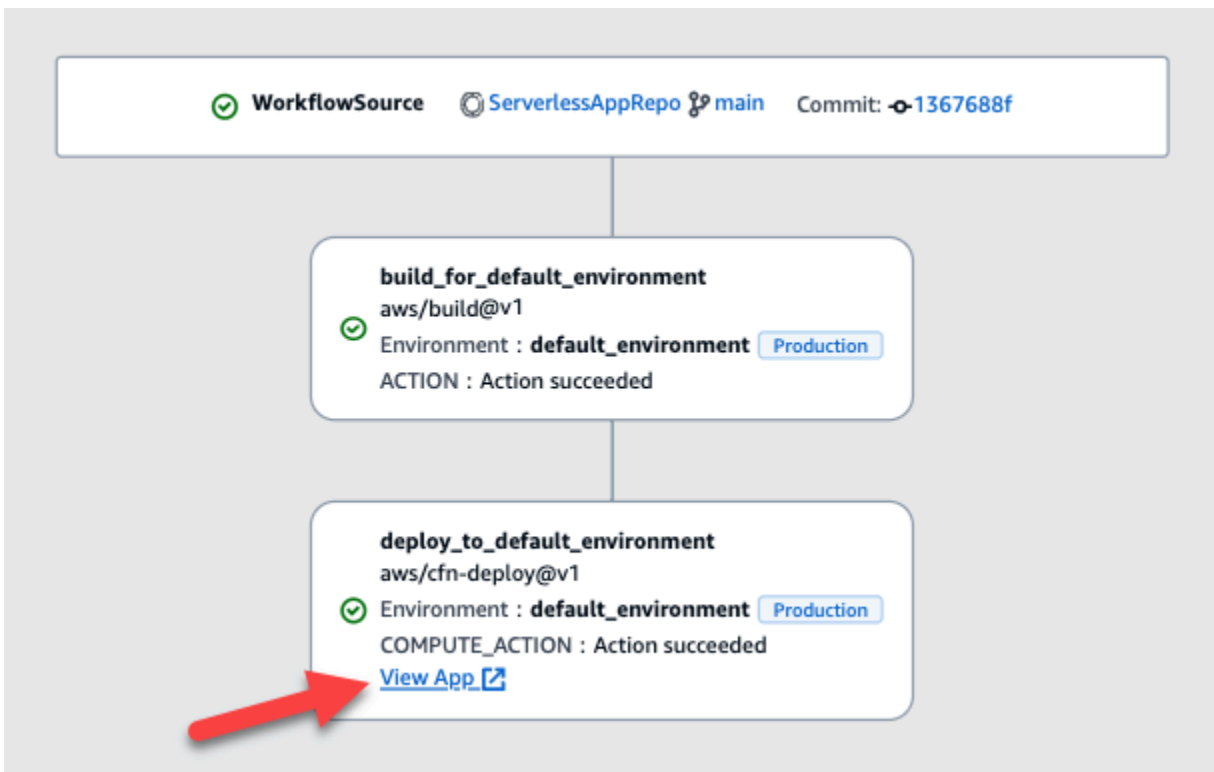 WorkflowSource ServerlessAppRepo main Commit: 1367688f
build_for_default_environment
aws/build@v1
Environment : default_environment Production
ACTION : Action succeeded
deploy_to_default_environment
aws/cfn-deploy@v1
Environment : default_environment Production
COMPUTE_ACTION : Action succeeded
View App